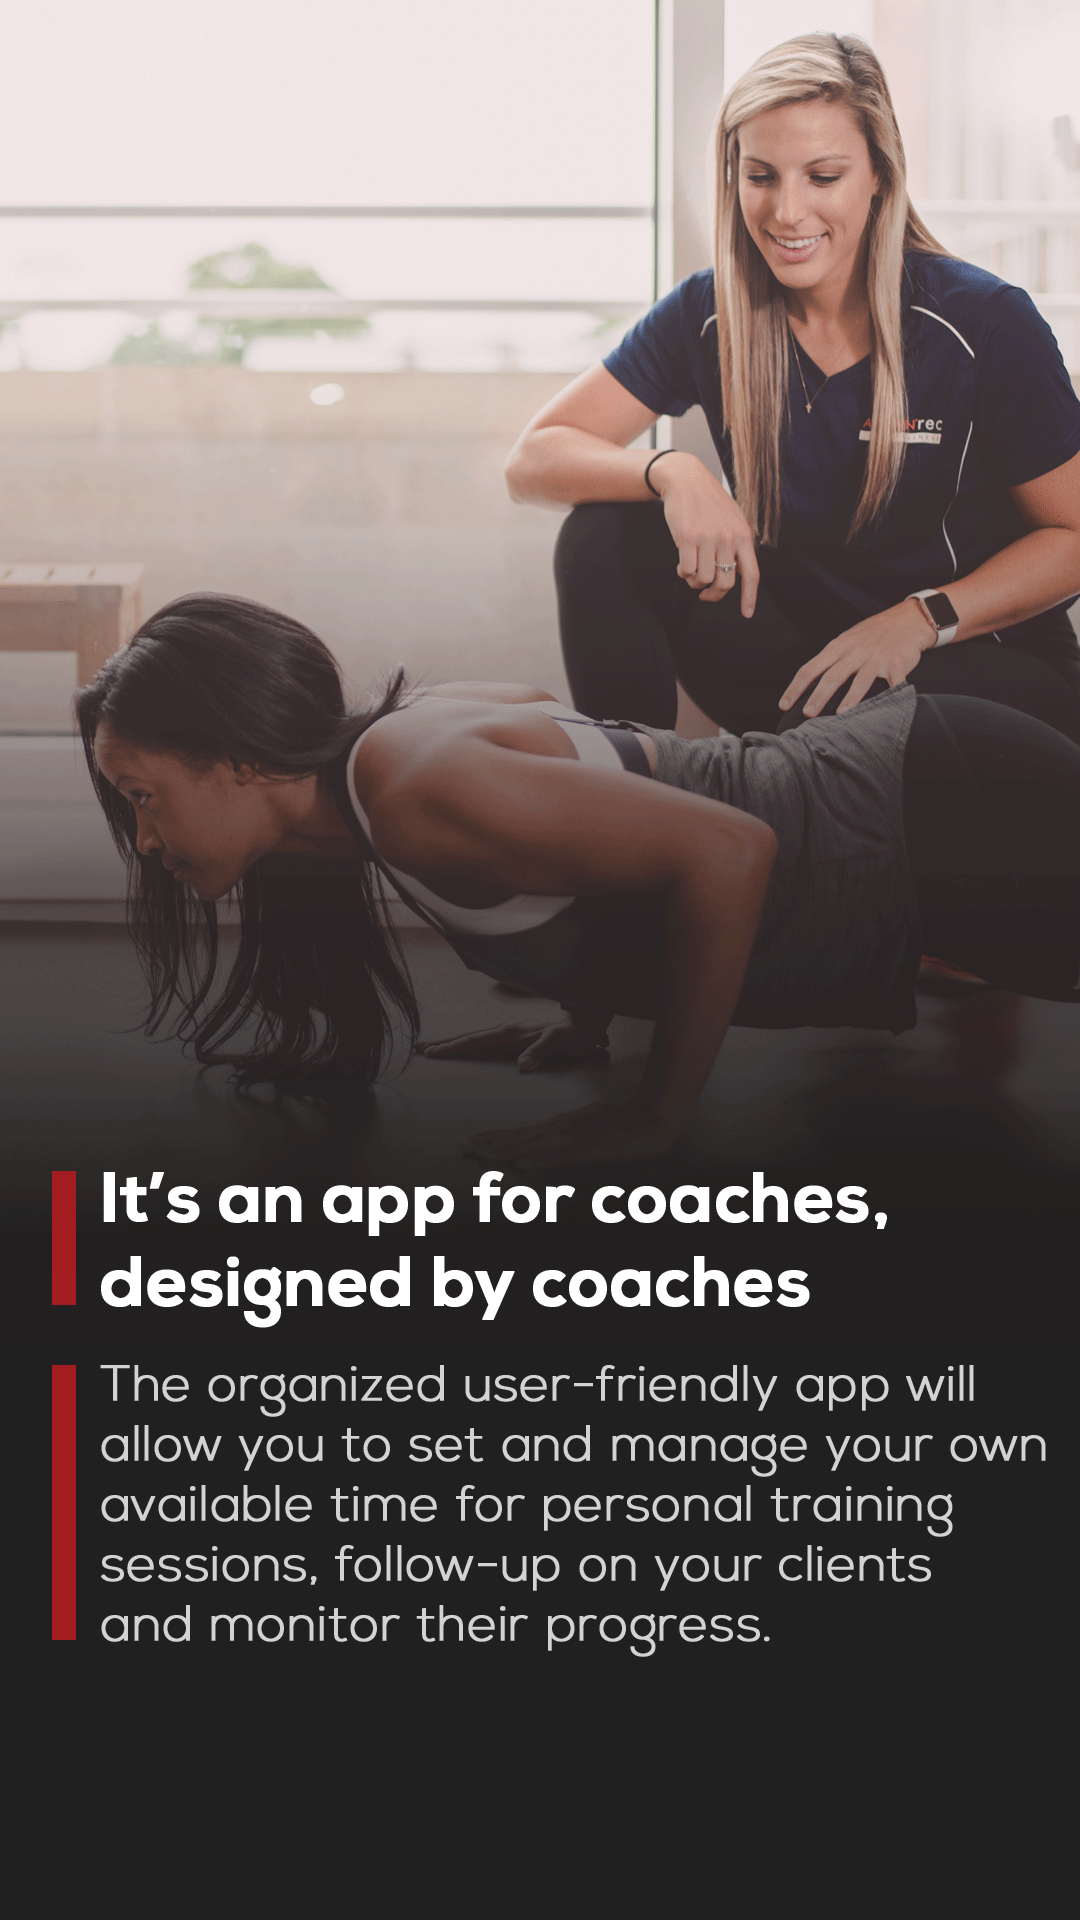 rec
It's an app for coaches,
designed by coaches
The organized user-friendly app will
allow you to set and manage your own
available time for personal training
sessions, follow-up on your clients
and monitor their progress.